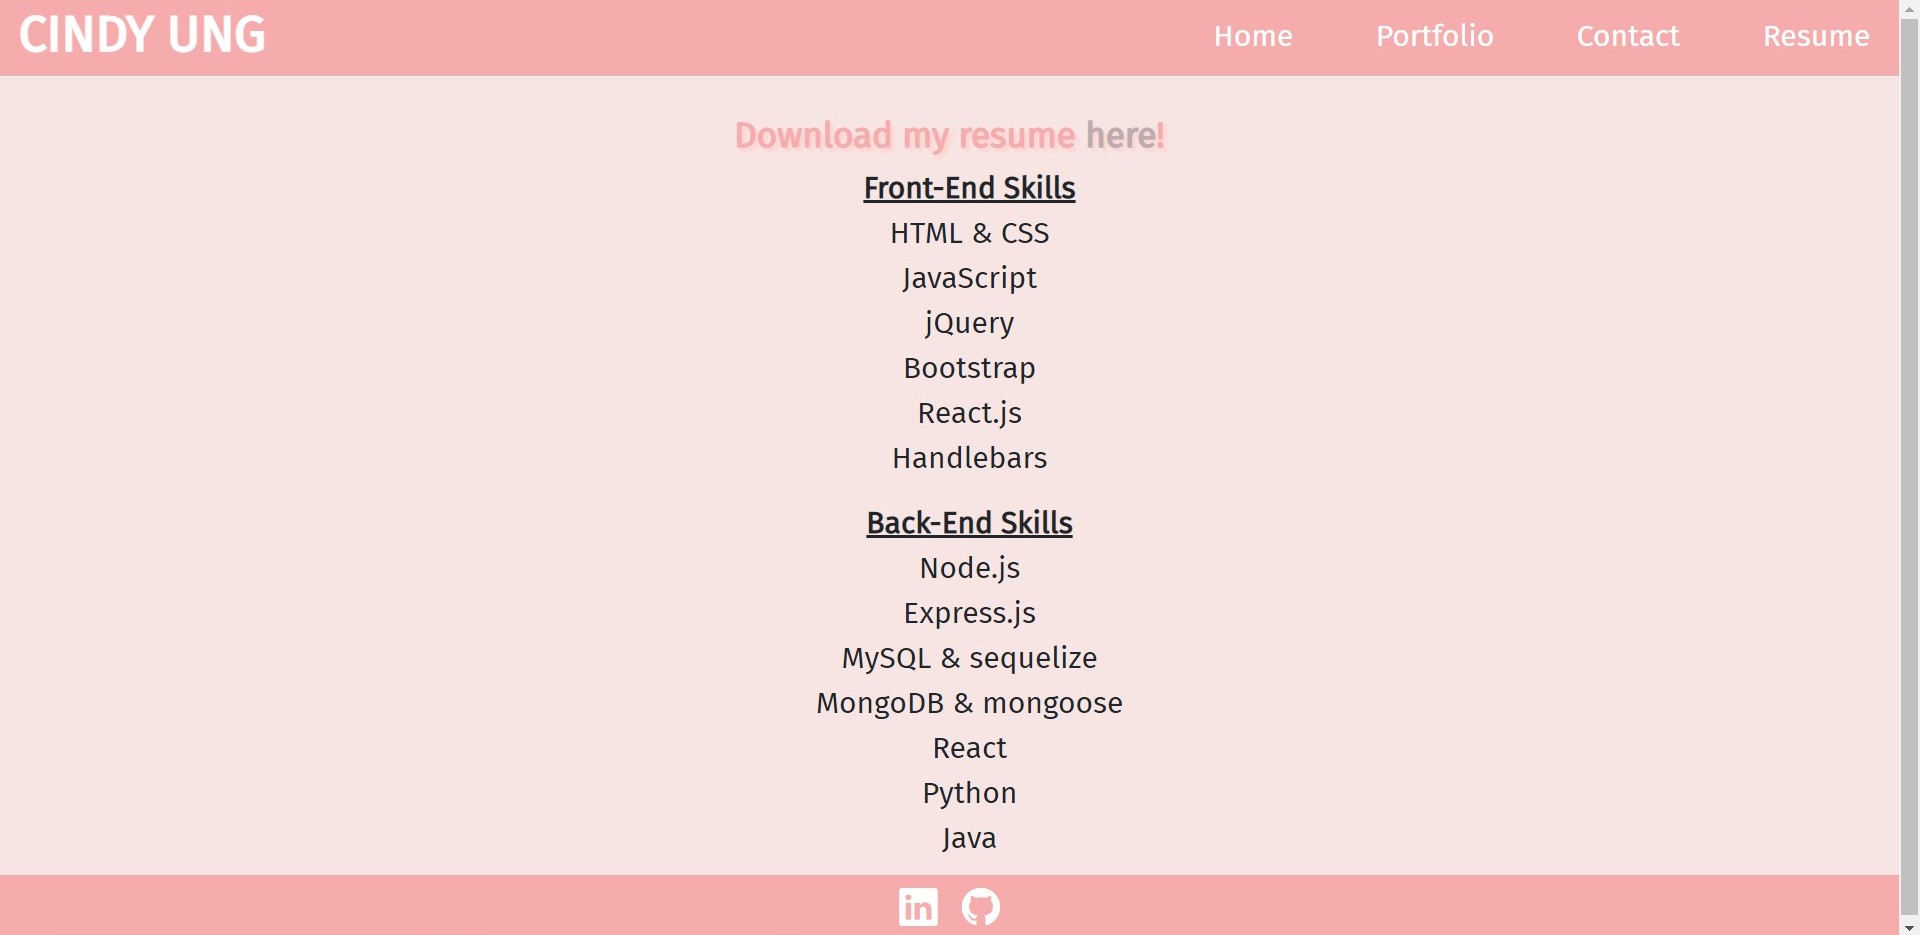 CINDY UNG
Home Portfolio Contact Resume
Download my resume here!
Front-End Skills
HTML & CSS
JavaScript
jQuery
Bootstrap
React.js
Handlebars
Back-End Skills
Node.js
Express.js
MySQL & sequelize
MongoDB & mongoose
React
Python
Java
in